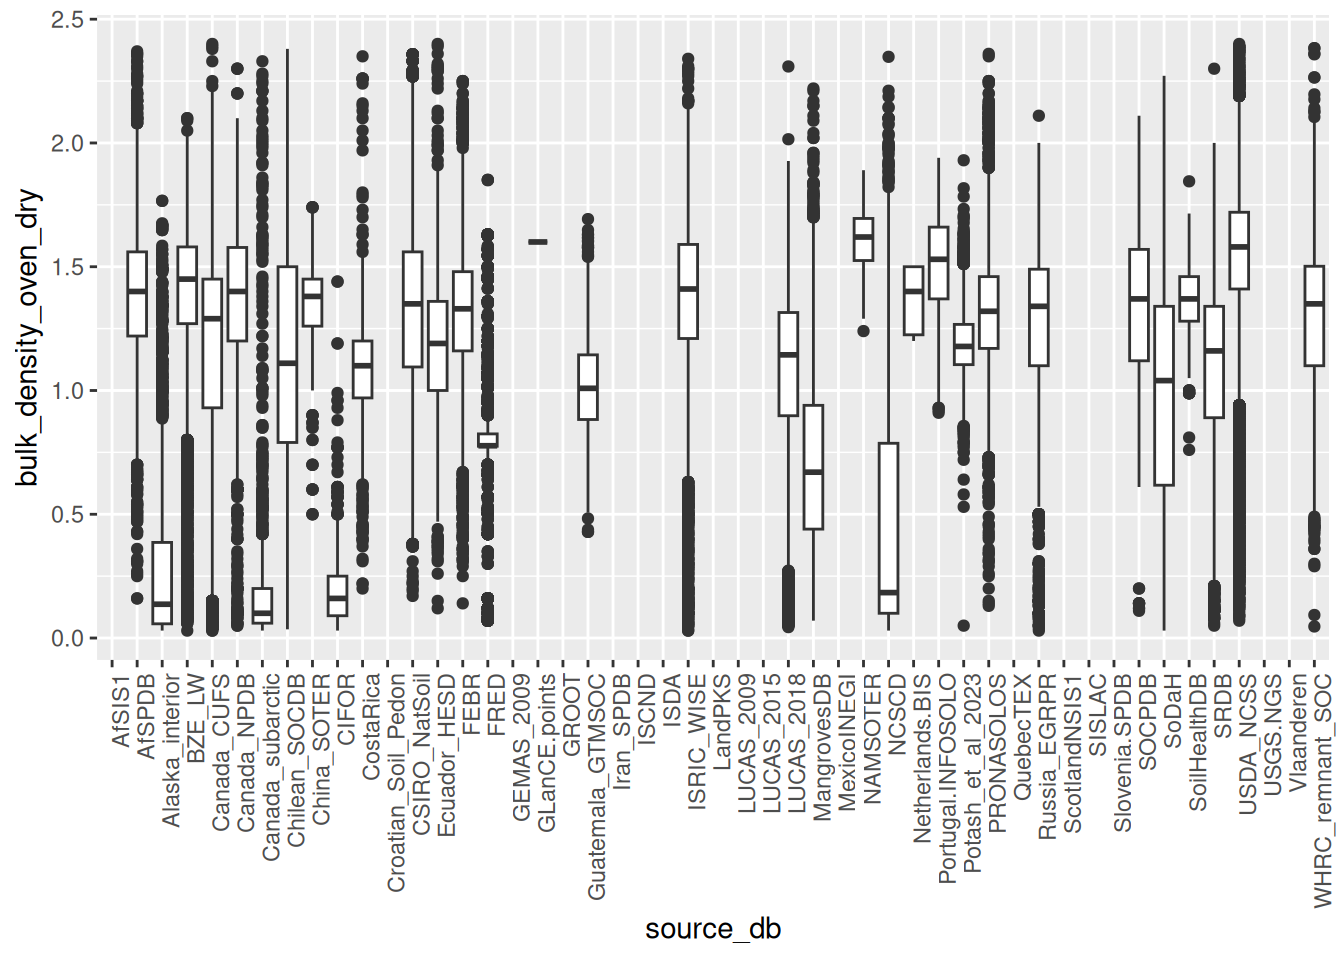 bulk_density_oven_dry
2.5
2.0
1.5
1.0
0.5
0.0
AfSIS1
AfSPDB
Alaska_interior
BZE_LW
Canada_CUFS
Canada_NPDB
Canada_subarctic
Chilean_SOCDB
China_SOTER
CIFOR
CostaRica
Croatian_Soil_Pedon
CSIRO_NatSoil
Ecuador_HESD
FEBR
FRED
GEMAS_2009
GLanCE.points
GROOT
Guatemala_GTMSOC
Iran_SPDB
ISCND
ISDA
ISRIC_WISE
LandPKS
LUCAS_2009
LUCAS_2015
LUCAS_2018
MangrovesDB
MexicoINEGI
NAMSOTER
NCSCD
Netherlands.BIS
Portugal.INFOSOLO
Potash_et_al_2023
PRONASOLOS
QuebecTEX
Russia_EGRPR
ScotlandNSIS1
SISLAC
Slovenia.SPDB
SOCPDB
SoDaH
SoilHealthDB
SRDB
USDA_NCSS
USGS.NGS
Vlaanderen
WHRC_remnant_SOC
source_db